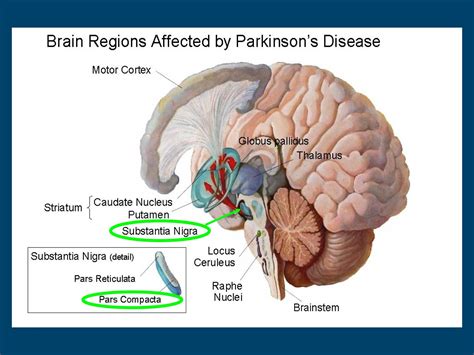 Brain Regions Affected by Parkinson's Disease
Motor Cortex
Globus pallidus
Thalamus
Striatum
Caudate Nucleus
Putamen
Substantia Nigra
Locus
Ceruleus
Substantia Nigra (detail)
Pars Reticulata
Pars Compacta
Raphe
Nuclei
Brainstem